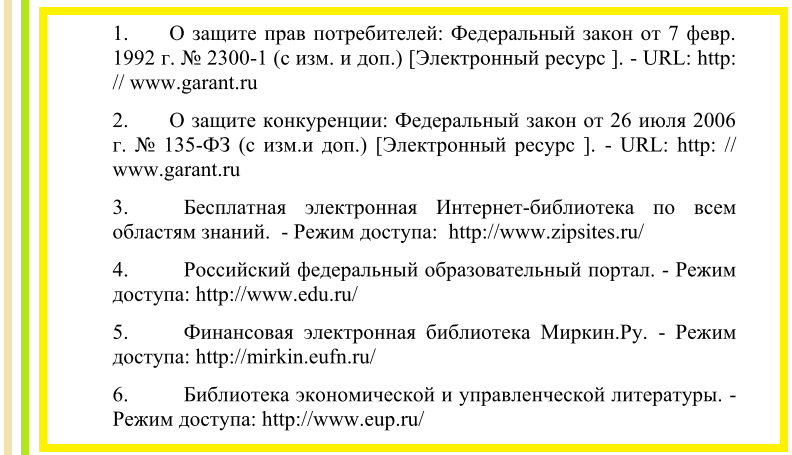 1. О защите прав потребителей: Федеральный закон от 7 февр.
1992 г. № 2300-1 (с изм. и доп.) [Электронный ресурс ]. - URL: http:
// www.garant.ru
2. О защите конкуренции: Федеральный закон от 26 июля 2006
г. № 135-ФЗ (с изм.и доп.) [Электронный ресурс ]. - URL: http: //
www.garant.ru
3. Бесплатная электронная Интернет-библиотека по всем
областям знаний. - Режим доступа: http://www.zipsites.ru/
4. Российский федеральный образовательный портал. - Режим
доступа: http://www.edu.ru/
5. Финансовая электронная библиотека Миркин.Ру. - Режим
доступа: http://mirkin.eufn.ru/
6. Библиотека экономической и управленческой литературы. -
Режим доступа: http://www.eup.ru/